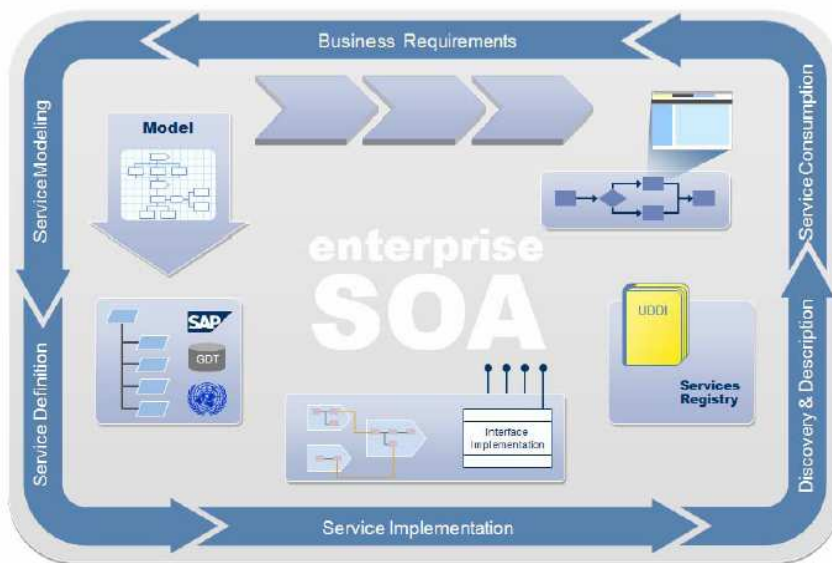 Business Requirements
Service Modeling
Model
Service Consumption
enterprise
SOA
SAP
GDT
UDDI
Services
Registry
Service Definition
Interface
Implementation
Discovery & Description
Service Implementation